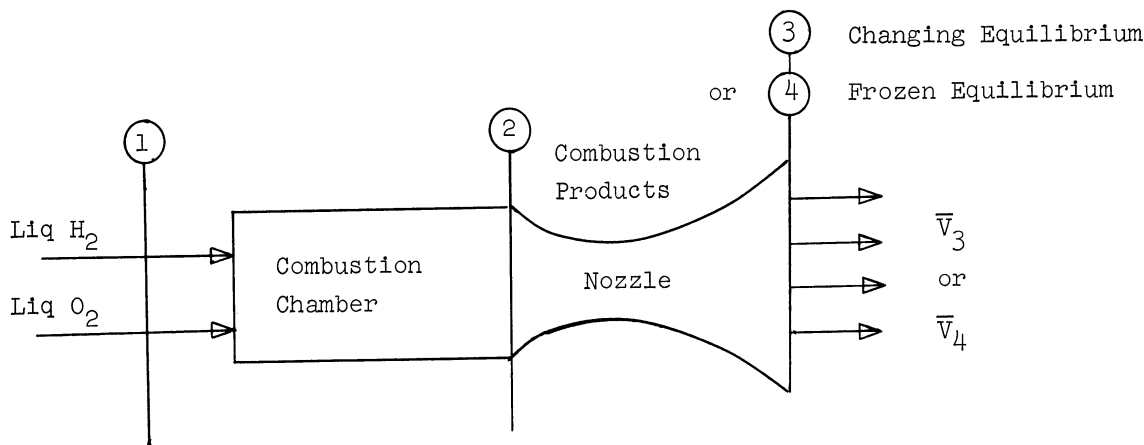 3 Changing Equilibrium
or 4 Frozen Equilibrium
1
2
Combustion
Products
Liq H2
Combustion
Chamber
Nozzle
V̅3
or
Liq O2
V̅4